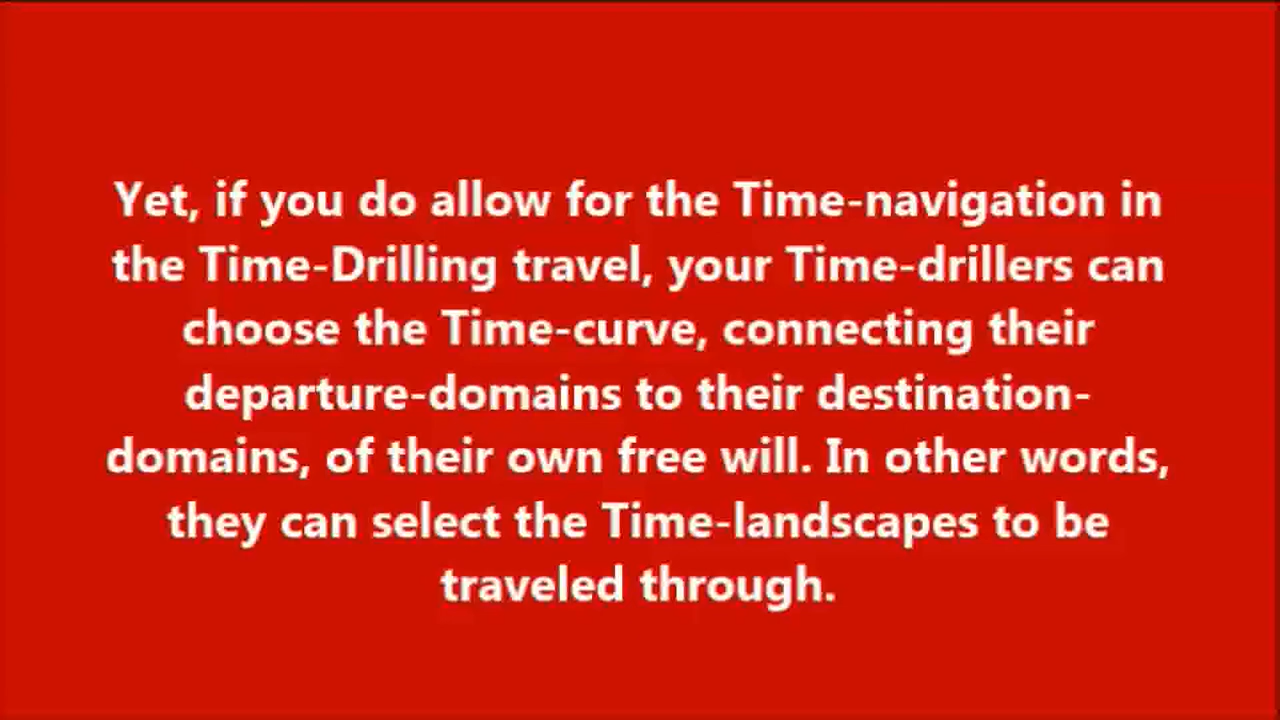 Yet, if you do allow for the Time-navigation in
the Time-Drilling travel, your Time-drillers can
choose the Time-curve, connecting their
departure-domains to their destination-
domains, of their own free will. In other words,
they can select the Time-landscapes to be
traveled through.